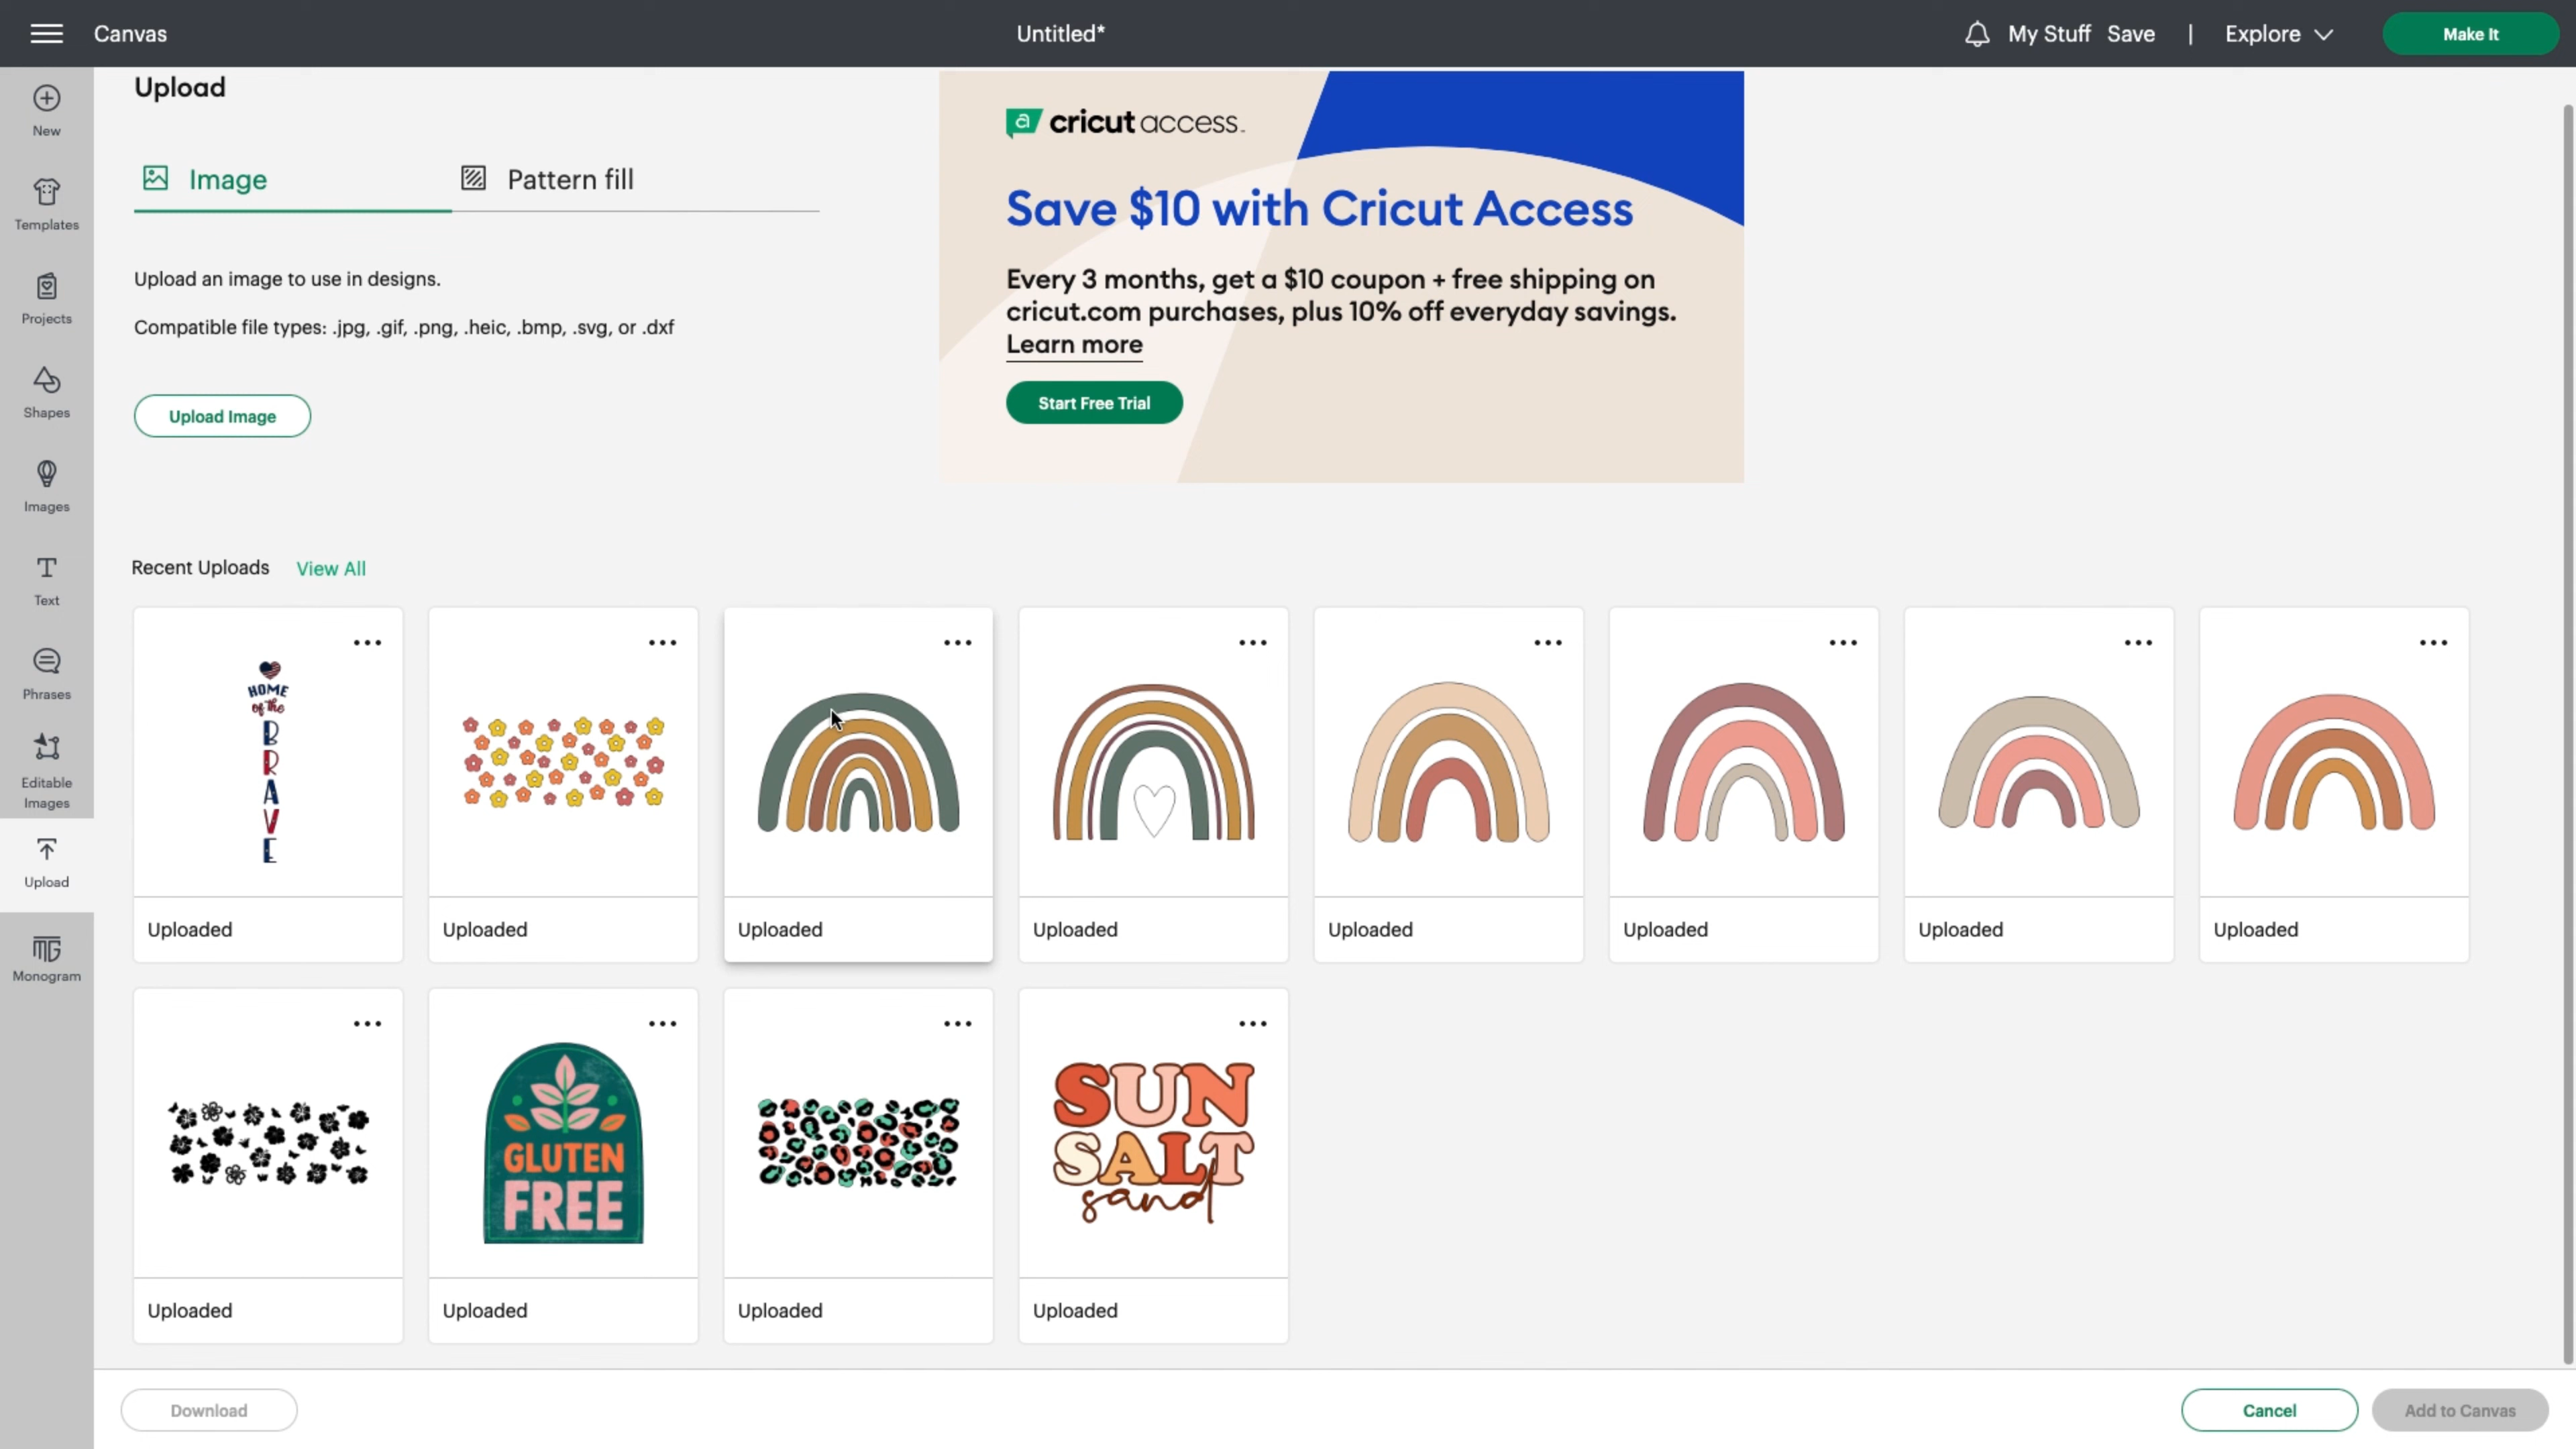 Canvas
Untitled*
My Stuff
Save
|
Explore
Make It
New
Templates
Projects
Shapes
Images
Text
Phrases
Editable
Images
Upload
Monogram
Upload
Image
Pattern fill
Upload an image to use in designs.
Compatible file types: .jpg, .gif, .png, .heic, .bmp, .svg, or .dxf
Upload Image
cricut access™
Save $10 with Cricut Access
Every 3 months, get a $10 coupon + free shipping on
cricut.com purchases, plus 10% off everyday savings.
Learn more
Start Free Trial
Recent Uploads
View All
HOME
of the
BRAVE
Uploaded
Uploaded
Uploaded
Uploaded
Uploaded
Uploaded
Uploaded
Uploaded
GLUTEN
FREE
SUN
SALT
sand
Uploaded
Uploaded
Uploaded
Uploaded
Download
Cancel
Add to Canvas